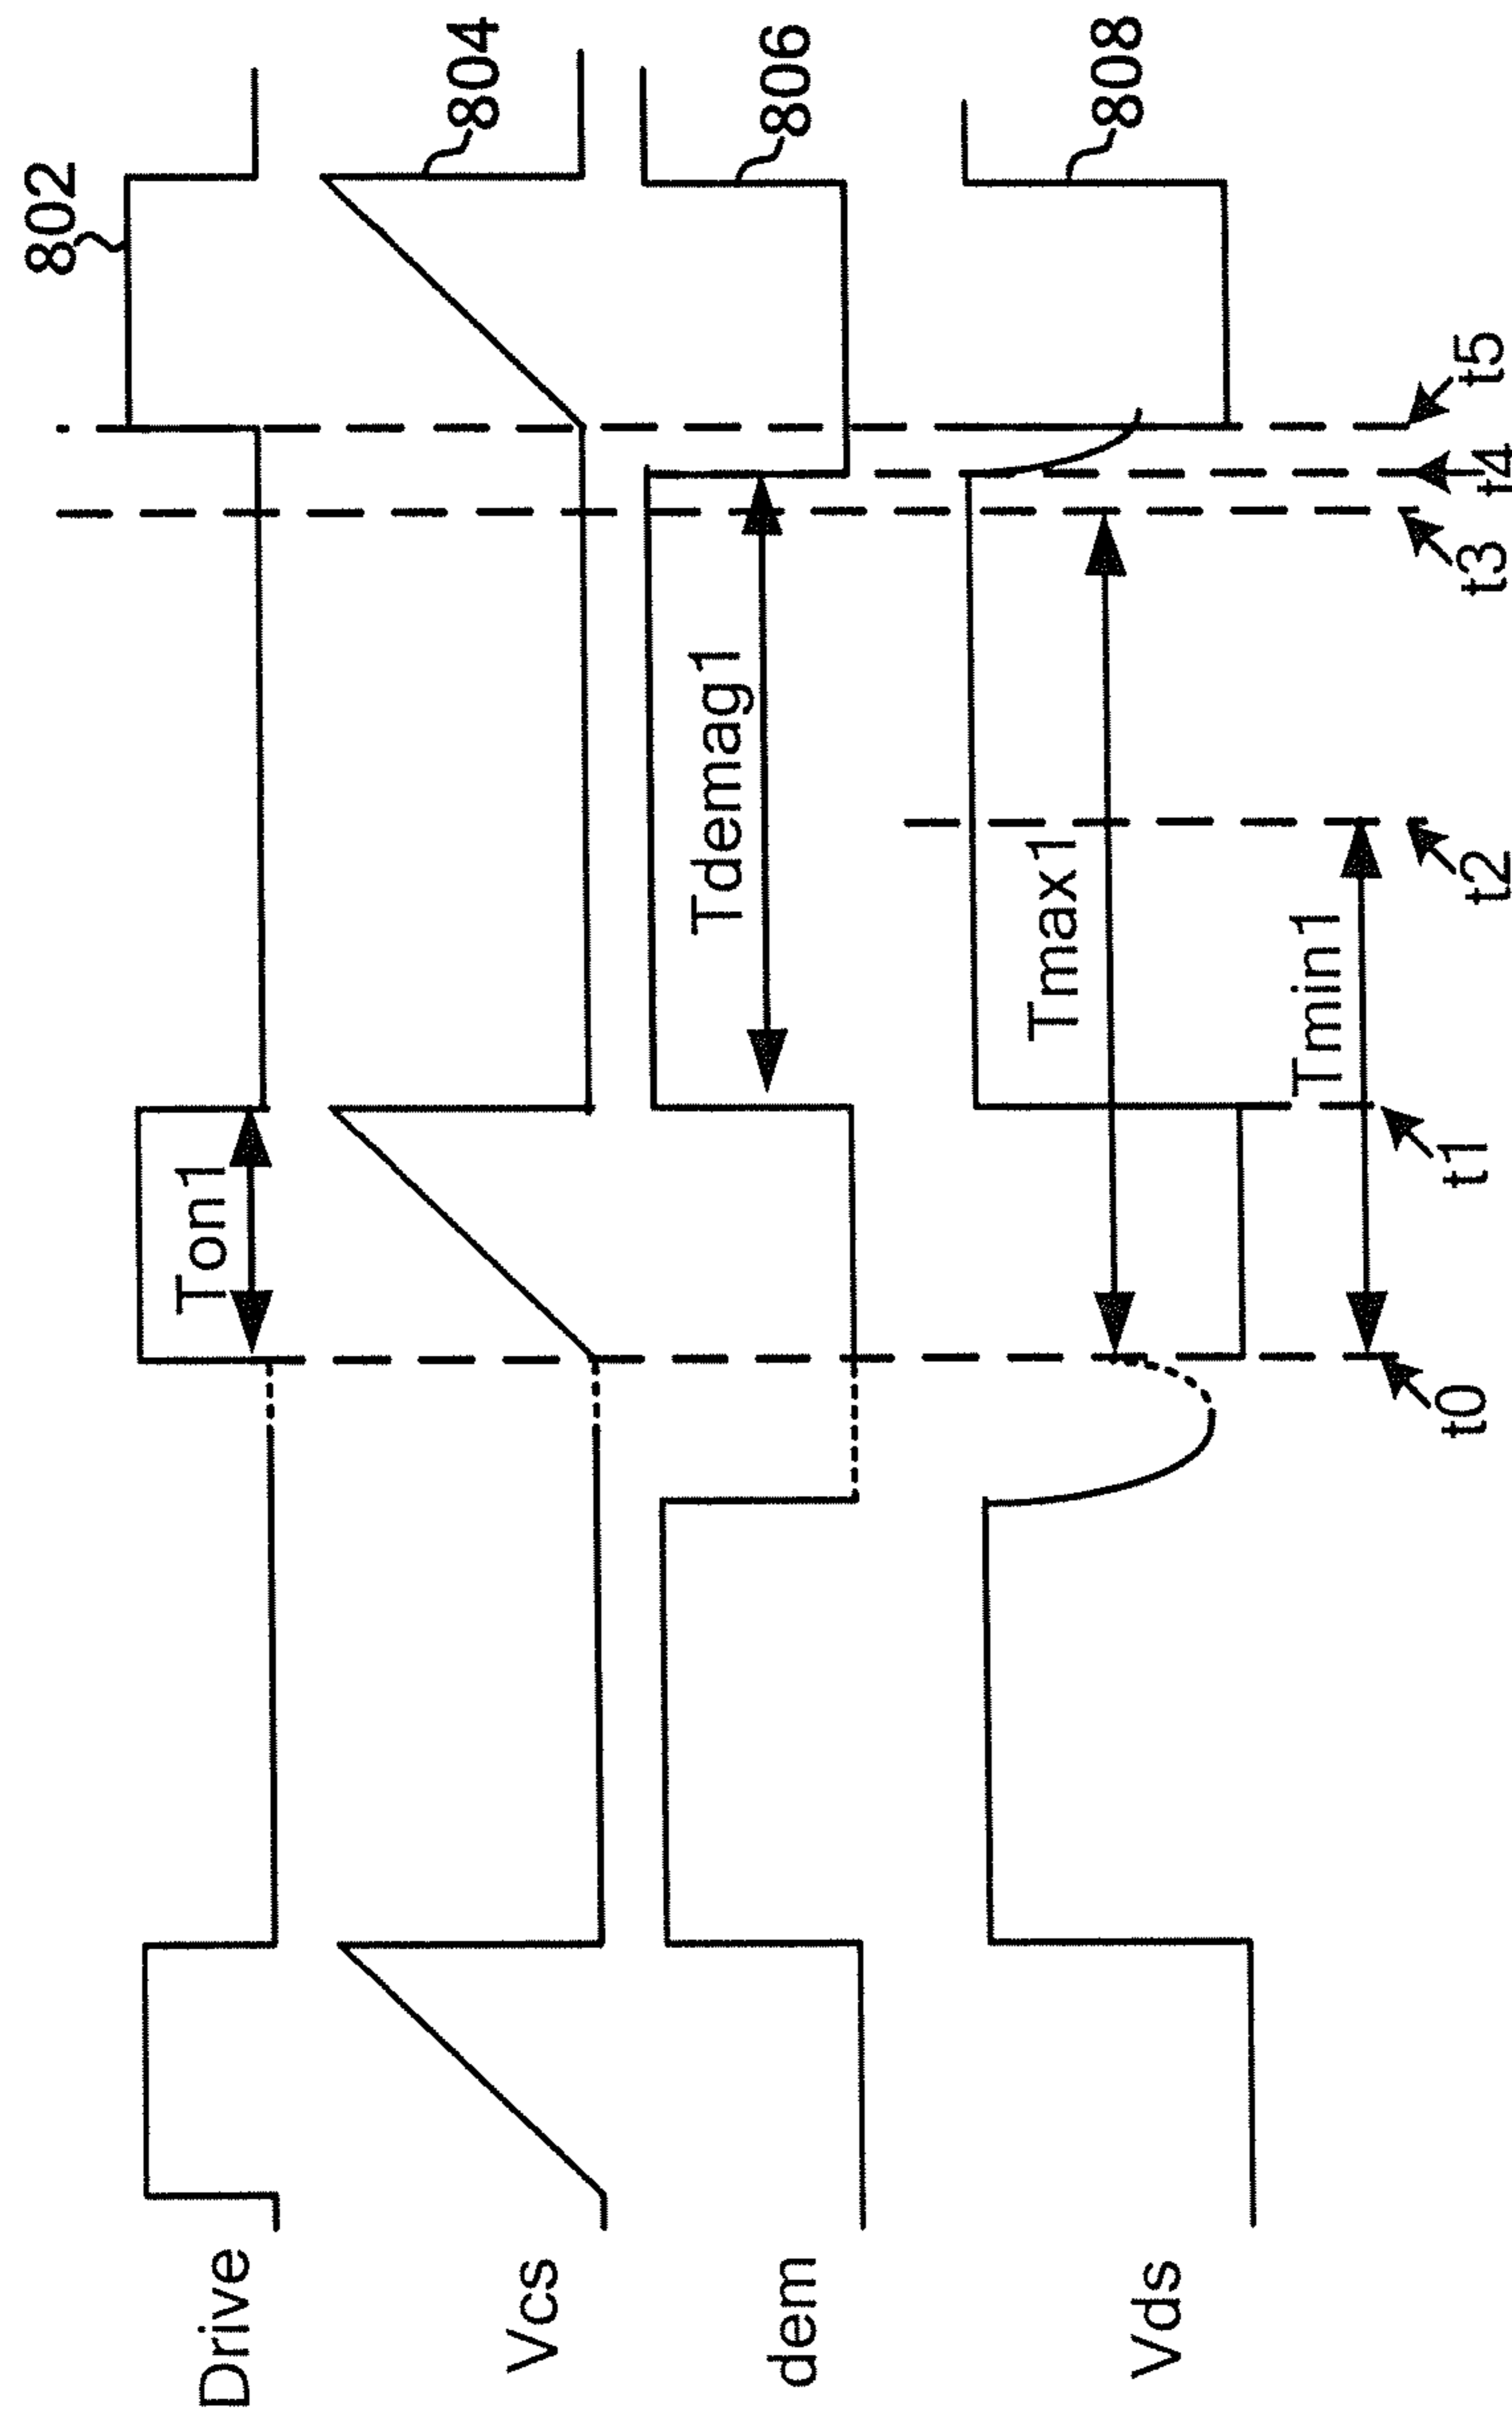 802
804
806
808
Drive
Ton1
Vcs
dem
Tdemag1
Vds
Tmax1
Tmin1
t0
t1
t2
t3
t4
t5